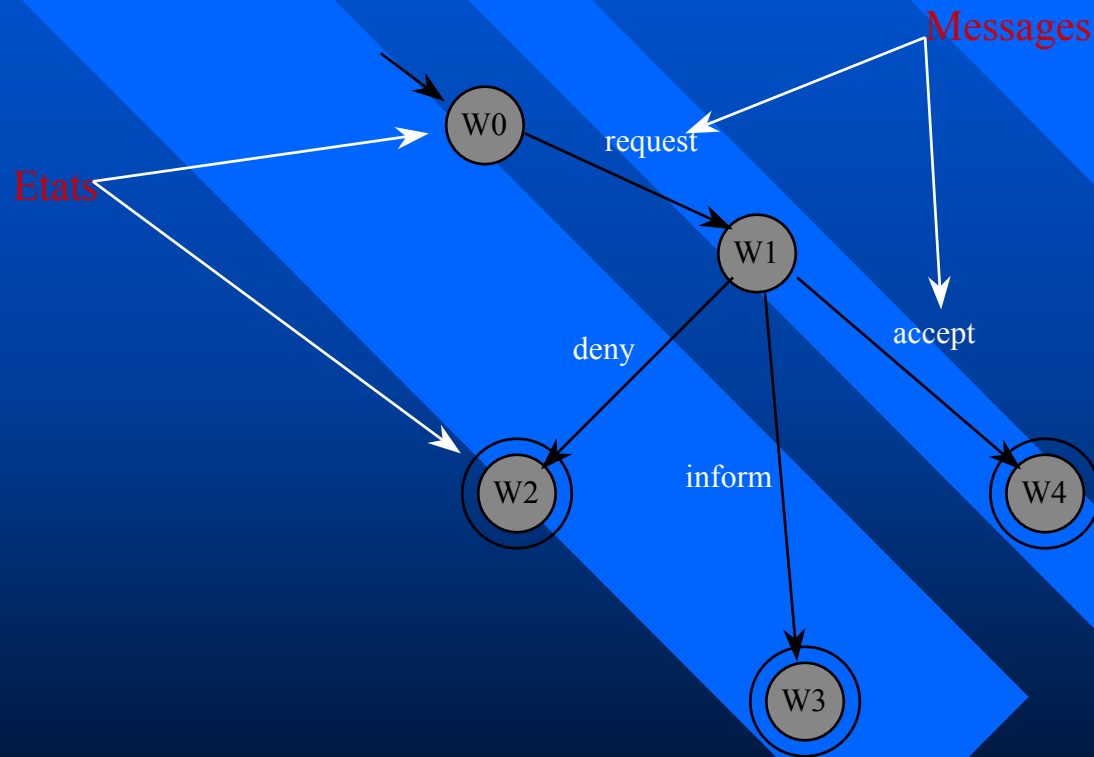 Messages
W0
request
Etats
W1
accept
deny
inform
W2
W4
W3